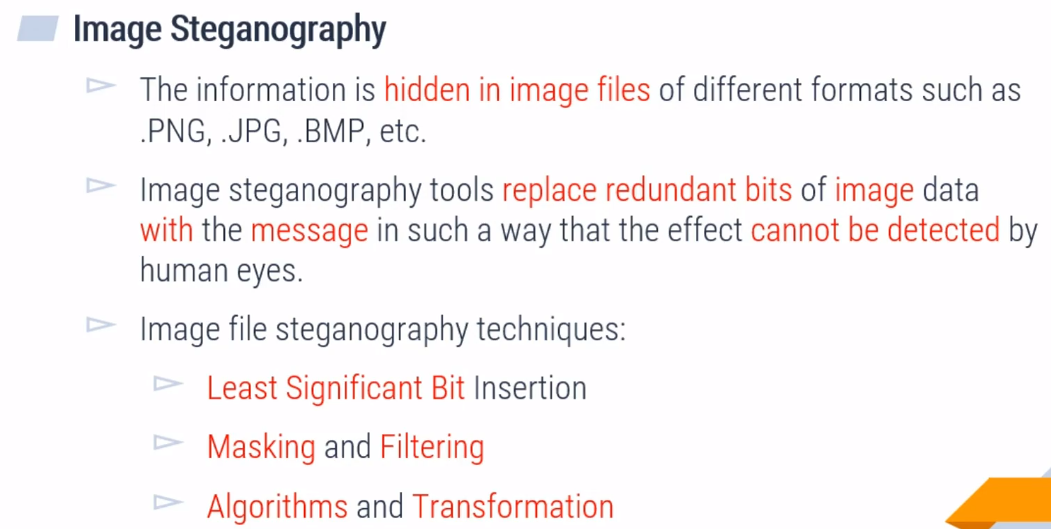 Image Steganography
The information is hidden in image files of different formats such as
.PNG, .JPG, .BMP, etc.
Image steganography tools replace redundant bits of image data
with the message in such a way that the effect cannot be detected by
human eyes.
Image file steganography techniques:
Least Significant Bit Insertion
Masking and Filtering
Algorithms and Transformation